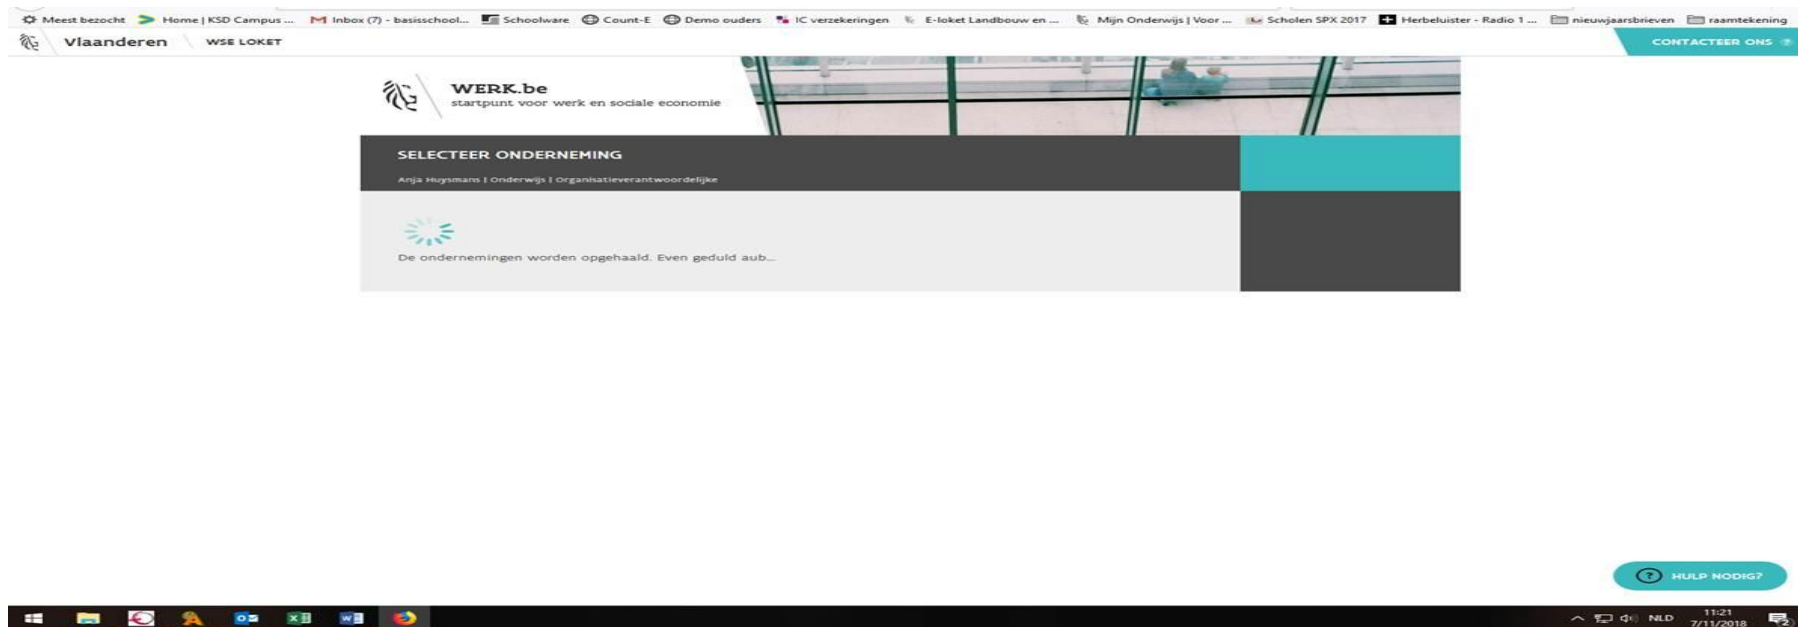 Meest bezocht Home | KSD Campus ... Inbox (7) - basisschool... Schoolware Count-E Demo ouders IC verzekeringen E-loket Landbouw en ... Mijn Onderwijs | Voor ... Scholen SPX 2017 Herbeluister - Radio 1 ... nieuwjaarsbrieven raamtekening
Vlaanderen WSE LOKET CONTACTEER ONS ?
WERK.be
startpunt voor werk en sociale economie
SELECTEER ONDERNEMING
Anja Huysmans | Onderwijs | Organisatieverantwoordelijke
De ondernemingen worden opgehaald. Even geduld aub...
? HULP NODIG?
NLD 11:21
7/11/2018